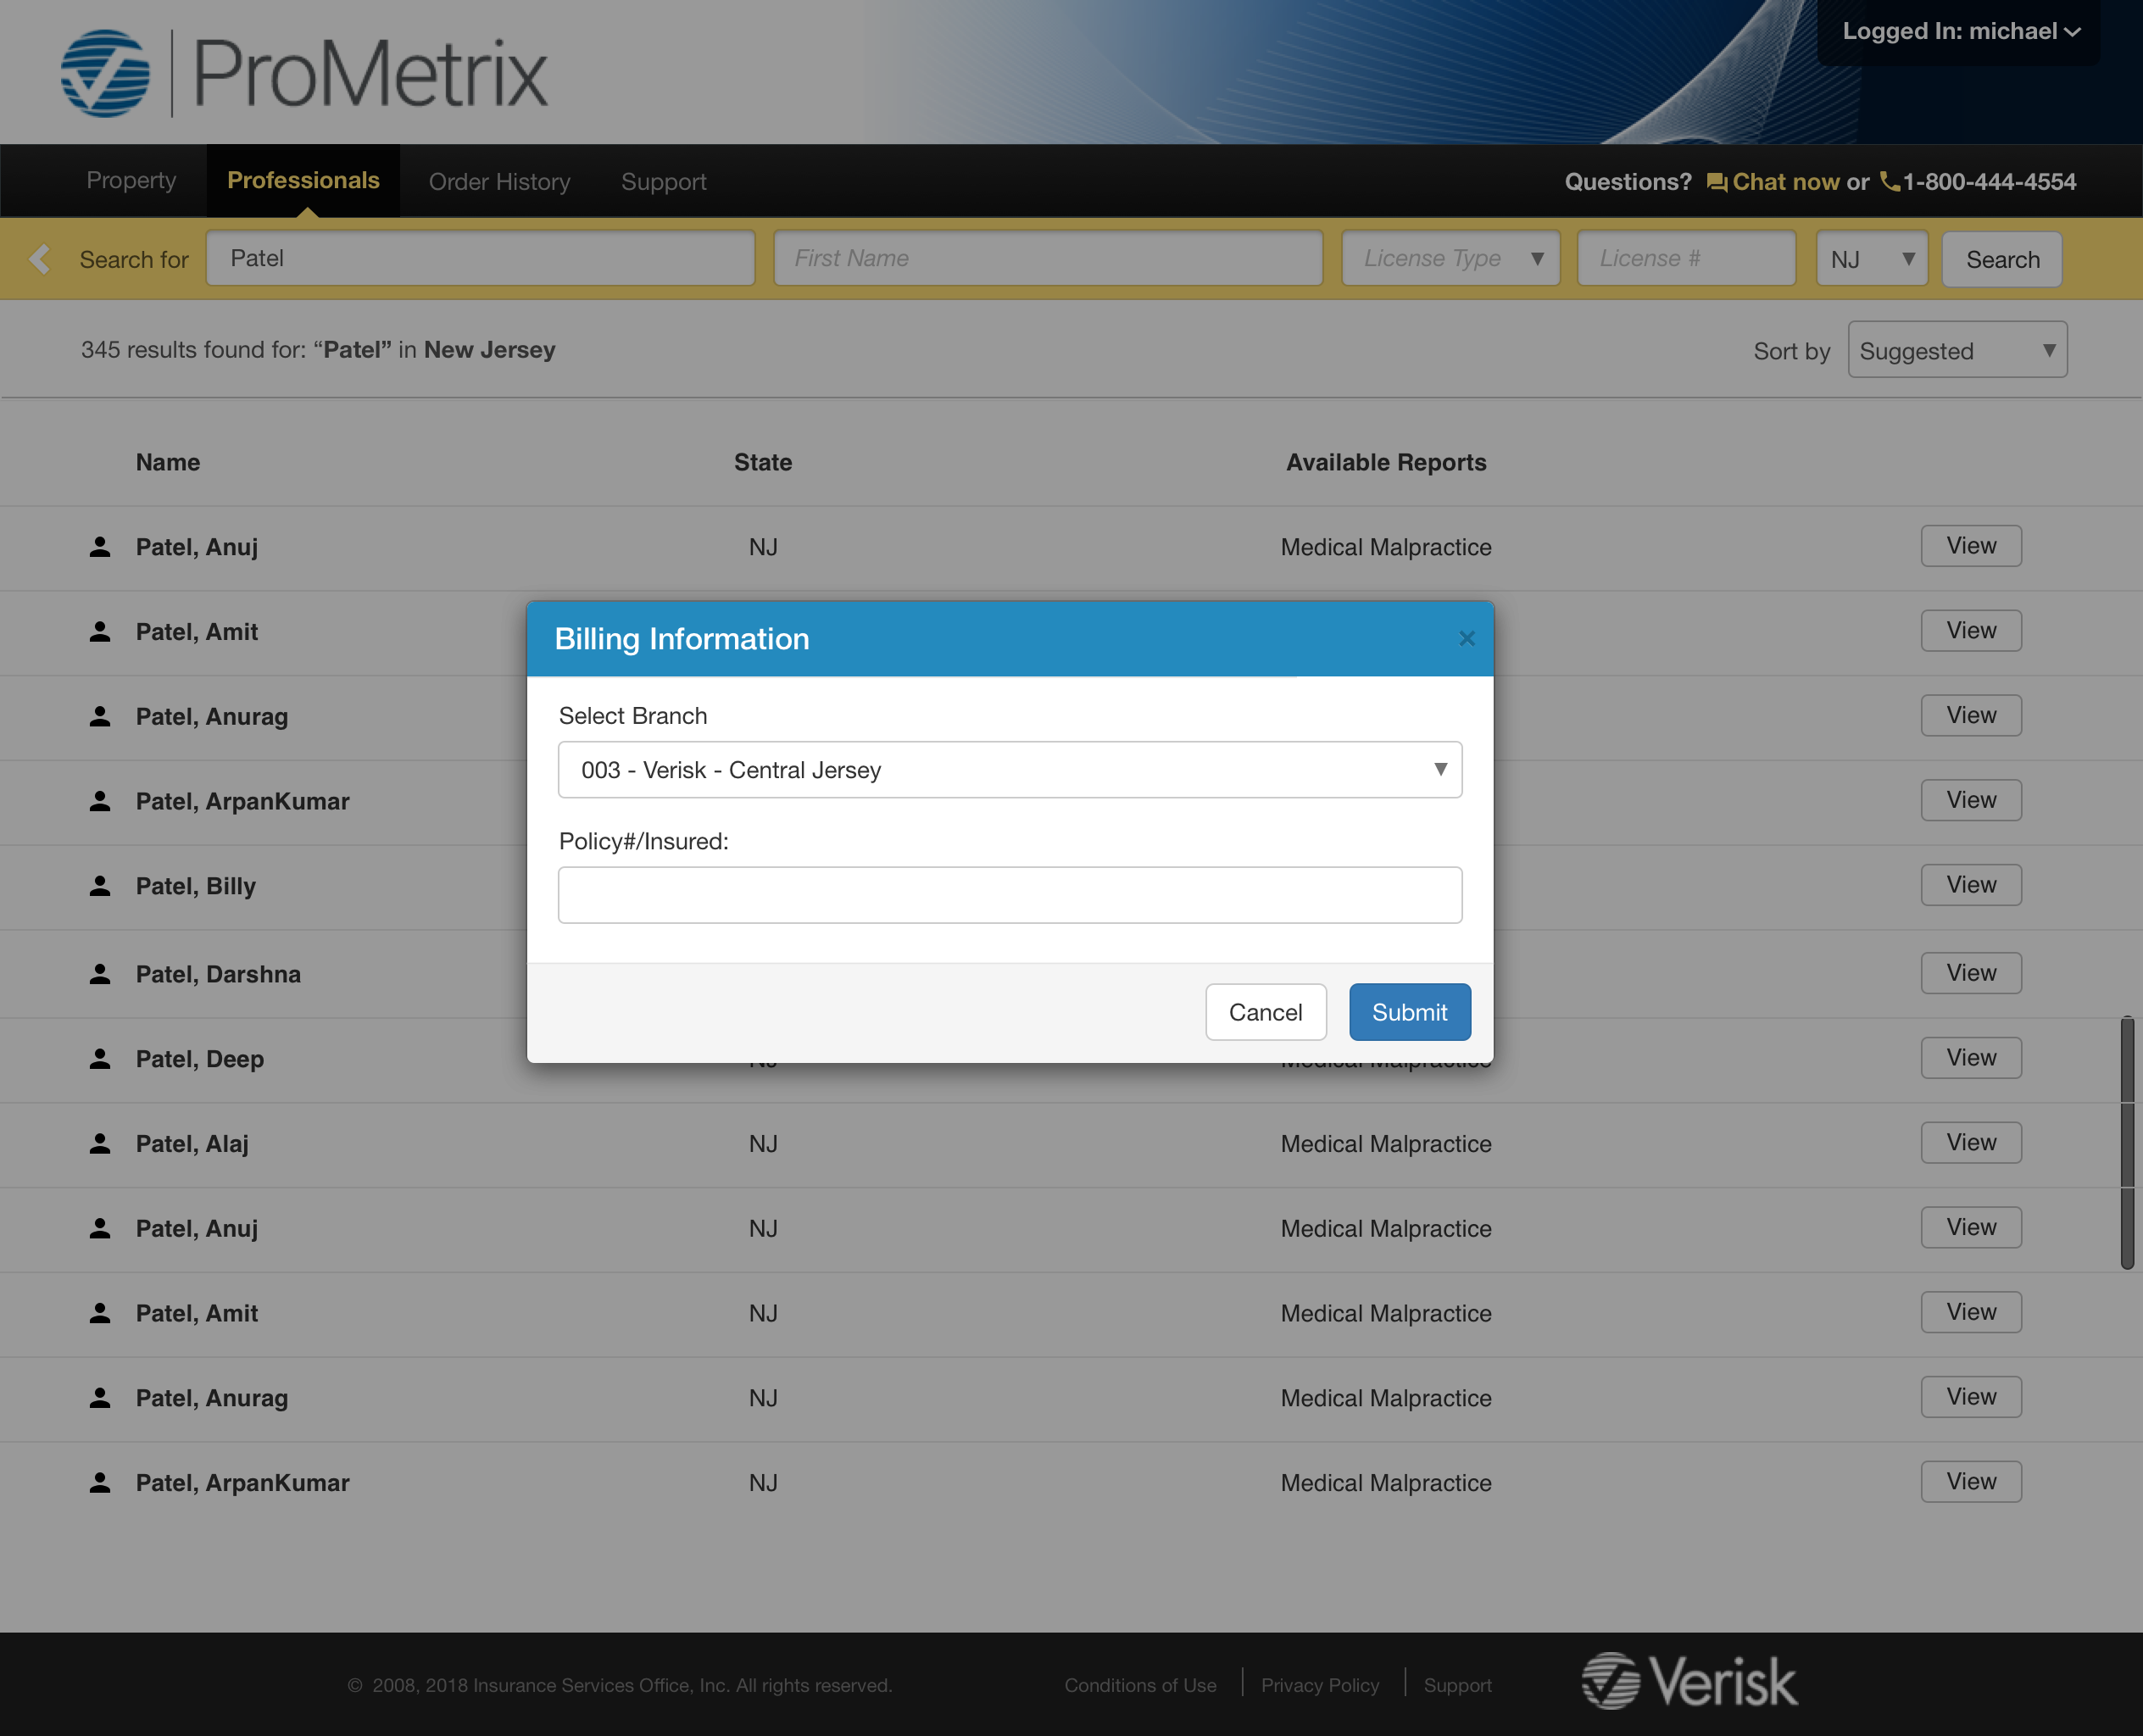 ProMetrix
Logged In: michael
Property Professionals Order History Support Questions? Chat now or 1-800-444-4554
Search for Patel First Name License Type ▼ License # NJ ▼ Search
345 results found for: “Patel” in New Jersey Sort by Suggested ▼
Name State Available Reports
Patel, Anuj NJ Medical Malpractice View
Patel, Amit View
Patel, Anurag View
Patel, ArpanKumar View
Patel, Billy View
Patel, Darshna View
Billing Information ×
Select Branch
003 - Verisk - Central Jersey ▼
Policy#/Insured:
Cancel Submit
Patel, Deep NJ Medical Malpractice View
Patel, Alaj NJ Medical Malpractice View
Patel, Anuj NJ Medical Malpractice View
Patel, Amit NJ Medical Malpractice View
Patel, Anurag NJ Medical Malpractice View
Patel, ArpanKumar NJ Medical Malpractice View
© 2008, 2018 Insurance Services Office, Inc. All rights reserved. Conditions of Use Privacy Policy Support Verisk